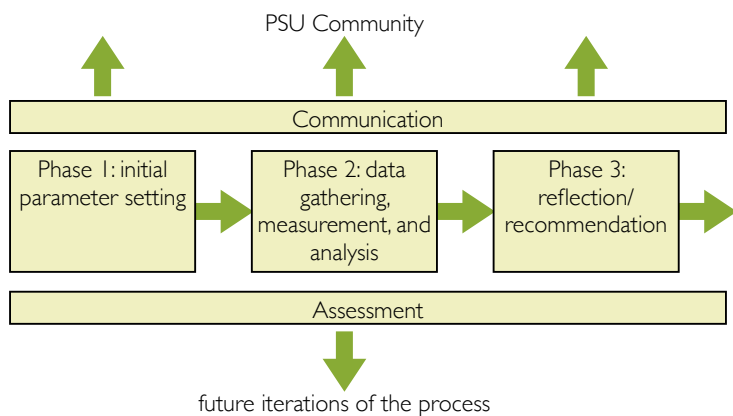 PSU Community
Communication
Phase 1: initial
parameter setting
Phase 2: data
gathering,
measurement, and
analysis
Phase 3:
reflection/
recommendation
Assessment
future iterations of the process